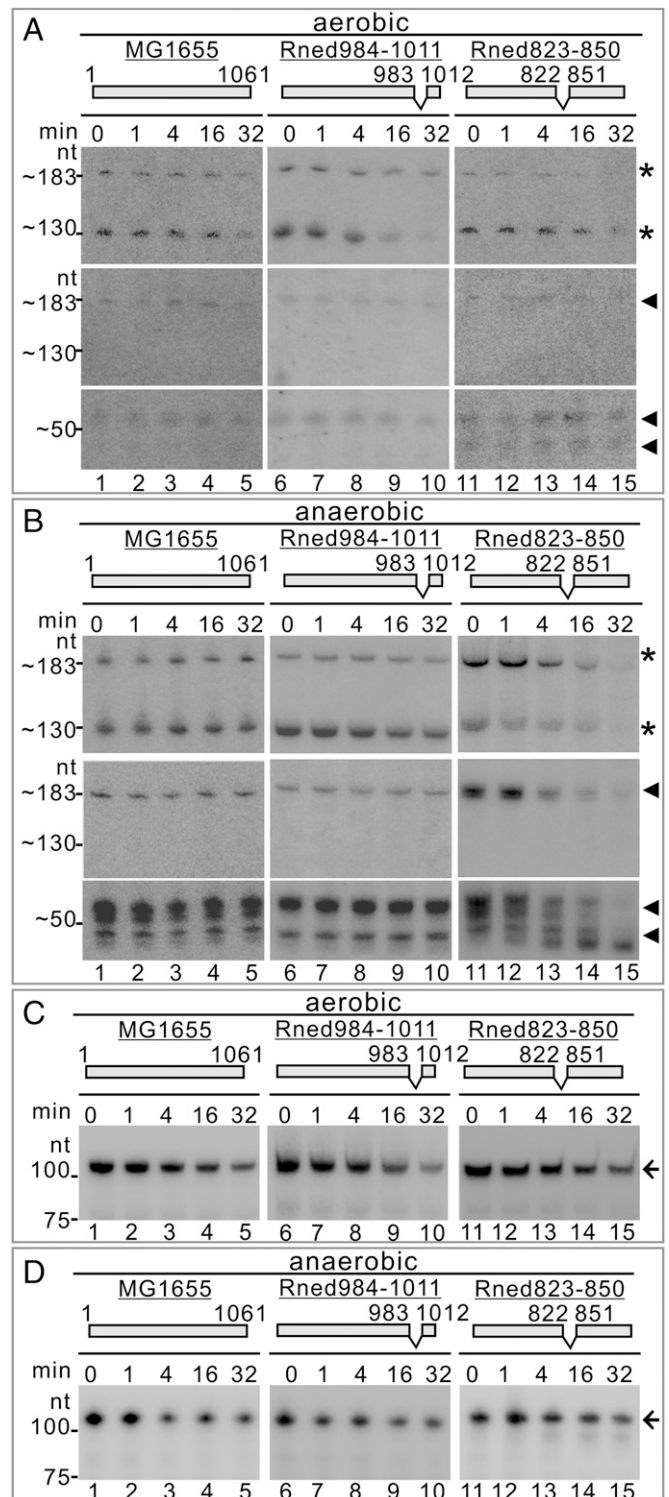 A
aerobic
MG1655 Rned984-1011 Rned823-850
1 1061 983 1012 822 851
min 0 1 4 16 32 0 1 4 16 32 0 1 4 16 32
nt
~183 *
~130 *
nt
~183
~130
~50
1 2 3 4 5 6 7 8 9 10 11 12 13 14 15
B
anaerobic
MG1655 Rned984-1011 Rned823-850
1 1061 983 1012 822 851
min 0 1 4 16 32 0 1 4 16 32 0 1 4 16 32
nt
~183 *
~130 *
nt
~183
~130
~50
1 2 3 4 5 6 7 8 9 10 11 12 13 14 15
C
aerobic
MG1655 Rned984-1011 Rned823-850
1 1061 983 1012 822 851
min 0 1 4 16 32 0 1 4 16 32 0 1 4 16 32
nt
100
75
1 2 3 4 5 6 7 8 9 10 11 12 13 14 15
D
anaerobic
MG1655 Rned984-1011 Rned823-850
1 1061 983 1012 822 851
min 0 1 4 16 32 0 1 4 16 32 0 1 4 16 32
nt
100
75
1 2 3 4 5 6 7 8 9 10 11 12 13 14 15